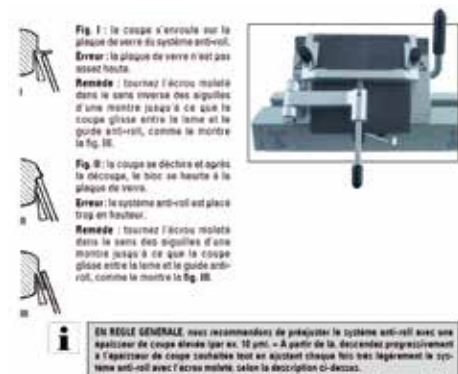 Fig. I : la coupe s'enroule sur la
plaque de verre du système anti-roll.
Erreur : la plaque de verre n'est pas
assez haute.
Remède : tournez l'écrou moleté
dans le sens inverse des aiguilles
d'une montre jusqu'à ce que la
coupe glisse entre la lame et le
guide anti-roll, comme le montre
la fig. III.
I
Fig. II : la coupe se déchire et après
la découpe, le bloc se heurte à la
plaque de verre.
Erreur : le système anti-roll est placé
trop en hauteur.
Remède : tournez l'écrou moleté
dans le sens des aiguilles d'une
montre jusqu'à ce que la coupe
glisse entre la lame et le guide anti-
roll, comme le montre la fig. III.
II
III
i
EN REGLE GENERALE, nous recommandons de préajuster le système anti-roll avec une
épaisseur de coupe élevée (par ex. 10 µm). – A partir de là, descendez progressivement
à l'épaisseur de coupe souhaitée tout en ajustant chaque fois très légèrement le sys-
tème anti-roll avec l'écrou moleté, selon la description ci-dessus.